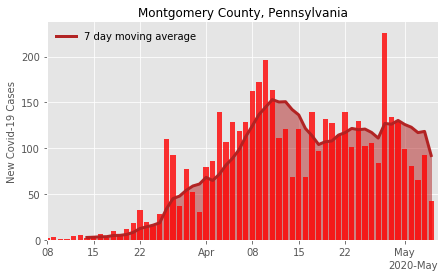 Montgomery County, Pennsylvania
7 day moving average
New Covid-19 Cases
200
150
100
50
0
08
15
22
Apr
08
15
22
May
2020-May